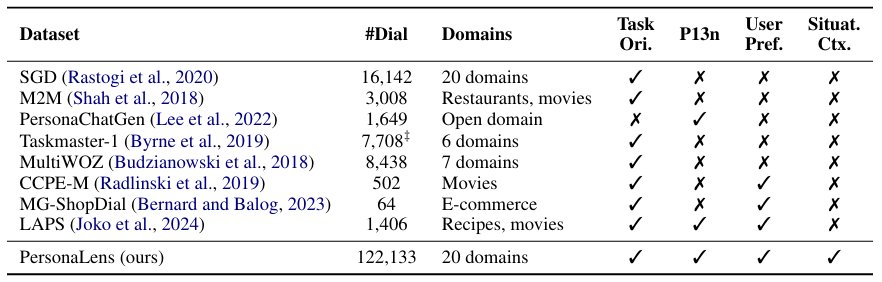 Dataset #Dial Domains Task Ori. P13n User Pref. Situat. Ctx.
SGD (Rastogi et al., 2020) 16,142 20 domains ✓ ✗ ✗ ✗
M2M (Shah et al., 2018) 3,008 Restaurants, movies ✓ ✗ ✗ ✗
PersonaChatGen (Lee et al., 2022) 1,649 Open domain ✗ ✓ ✗ ✗
Taskmaster-1 (Byrne et al., 2019) 7,708‡ 6 domains ✓ ✗ ✗ ✗
MultiWOZ (Budzianowski et al., 2018) 8,438 7 domains ✓ ✗ ✗ ✗
CCPE-M (Radlinski et al., 2019) 502 Movies ✓ ✗ ✓ ✗
MG-ShopDial (Bernard and Balog, 2023) 64 E-commerce ✓ ✗ ✓ ✗
LAPS (Joko et al., 2024) 1,406 Recipes, movies ✓ ✓ ✓ ✗
PersonaLens (ours) 122,133 20 domains ✓ ✓ ✓ ✓